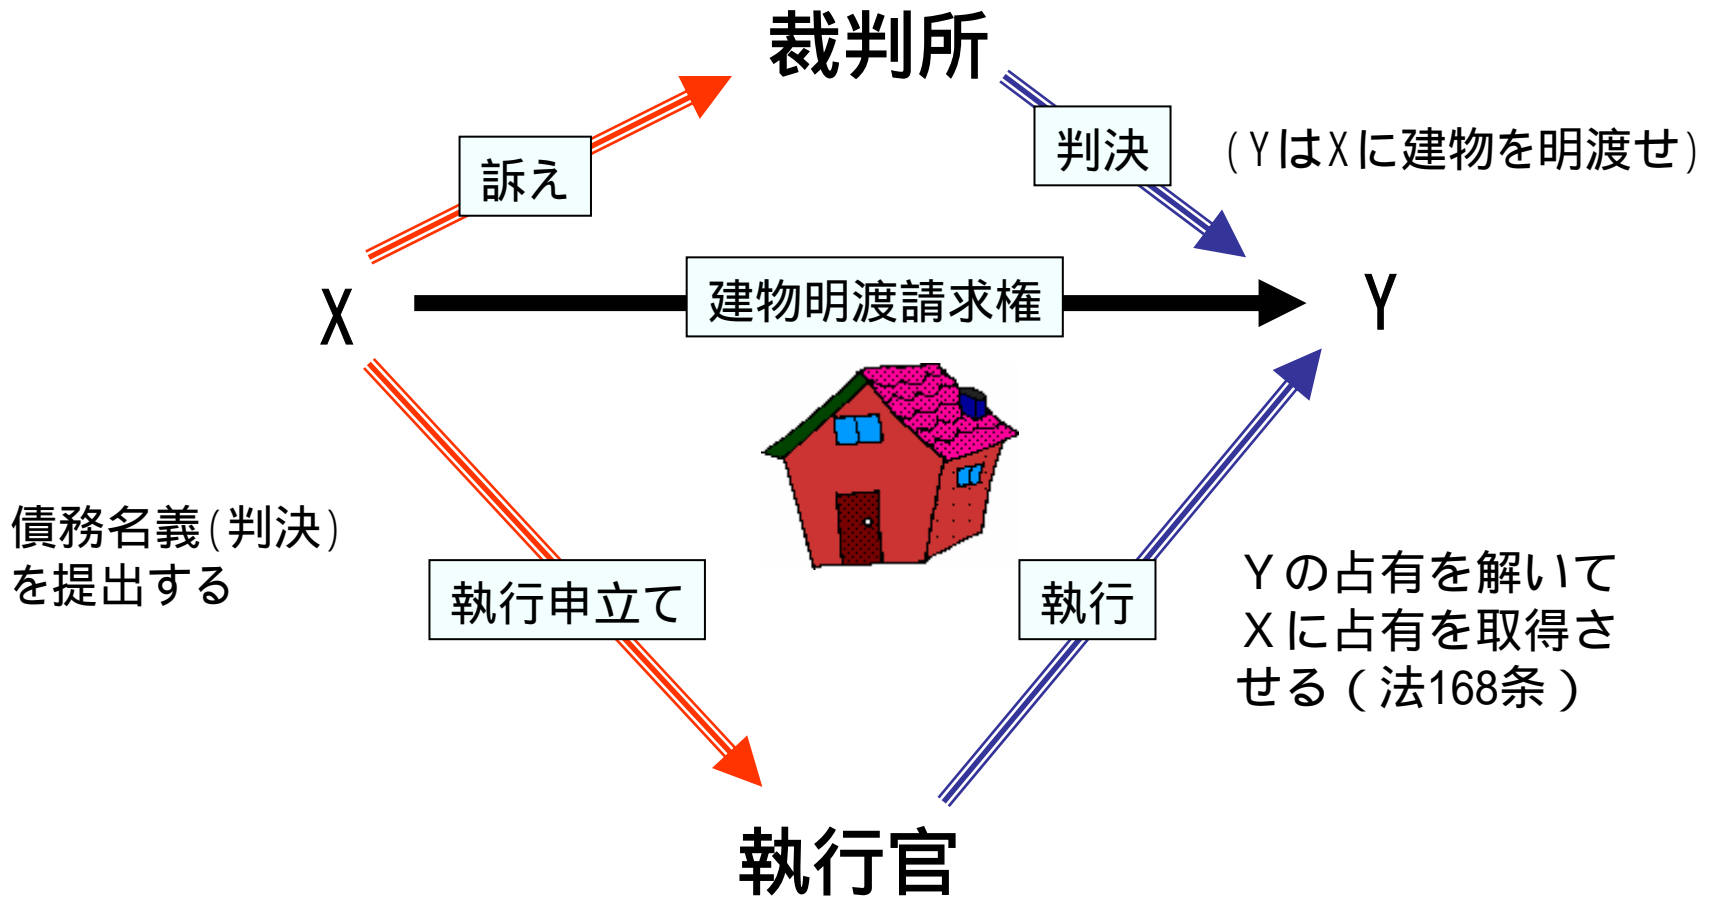 裁判所
訴え
判決
(YはXに建物を明渡せ)
X
建物明渡請求権
Y
債務名義(判決)
を提出する
執行申立て
執行
Yの占有を解いて
Xに占有を取得さ
せる(法168条)
執行官